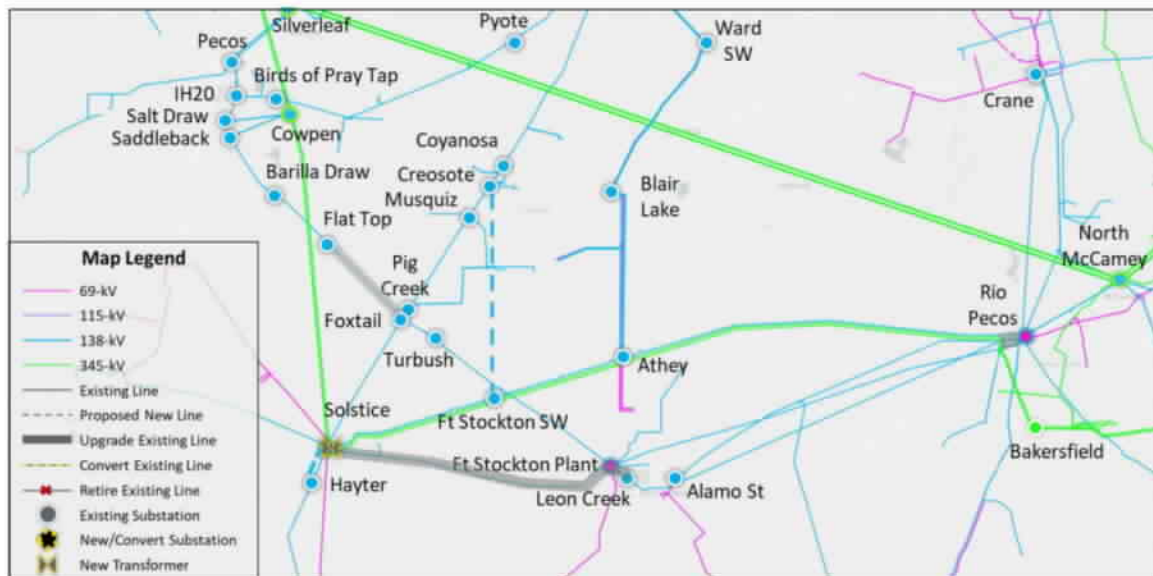 Silverleaf
Pyote
Ward
SW
Pecos
Birds of Pray Tap
IH20
Crane
Salt Draw
Cowpen
Saddleback
Coyanosa
Barilla Draw
Creosote
Musquiz
Blair
Lake
Flat Top
North
McCamey
Map Legend
Pig
Creek
Rio
Pecos
69-kV
Foxtail
115-kV
Turbush
138-kV
Athey
345-kV
Existing Line
Solstice
Proposed New Line
Ft Stockton SW
Upgrade Existing Line
Bakersfield
Convert Existing Line
Ft Stockton Plant
Retire Existing Line
Hayter
Leon Creek
Alamo St
Existing Substation
New/Convert Substation
New Transformer